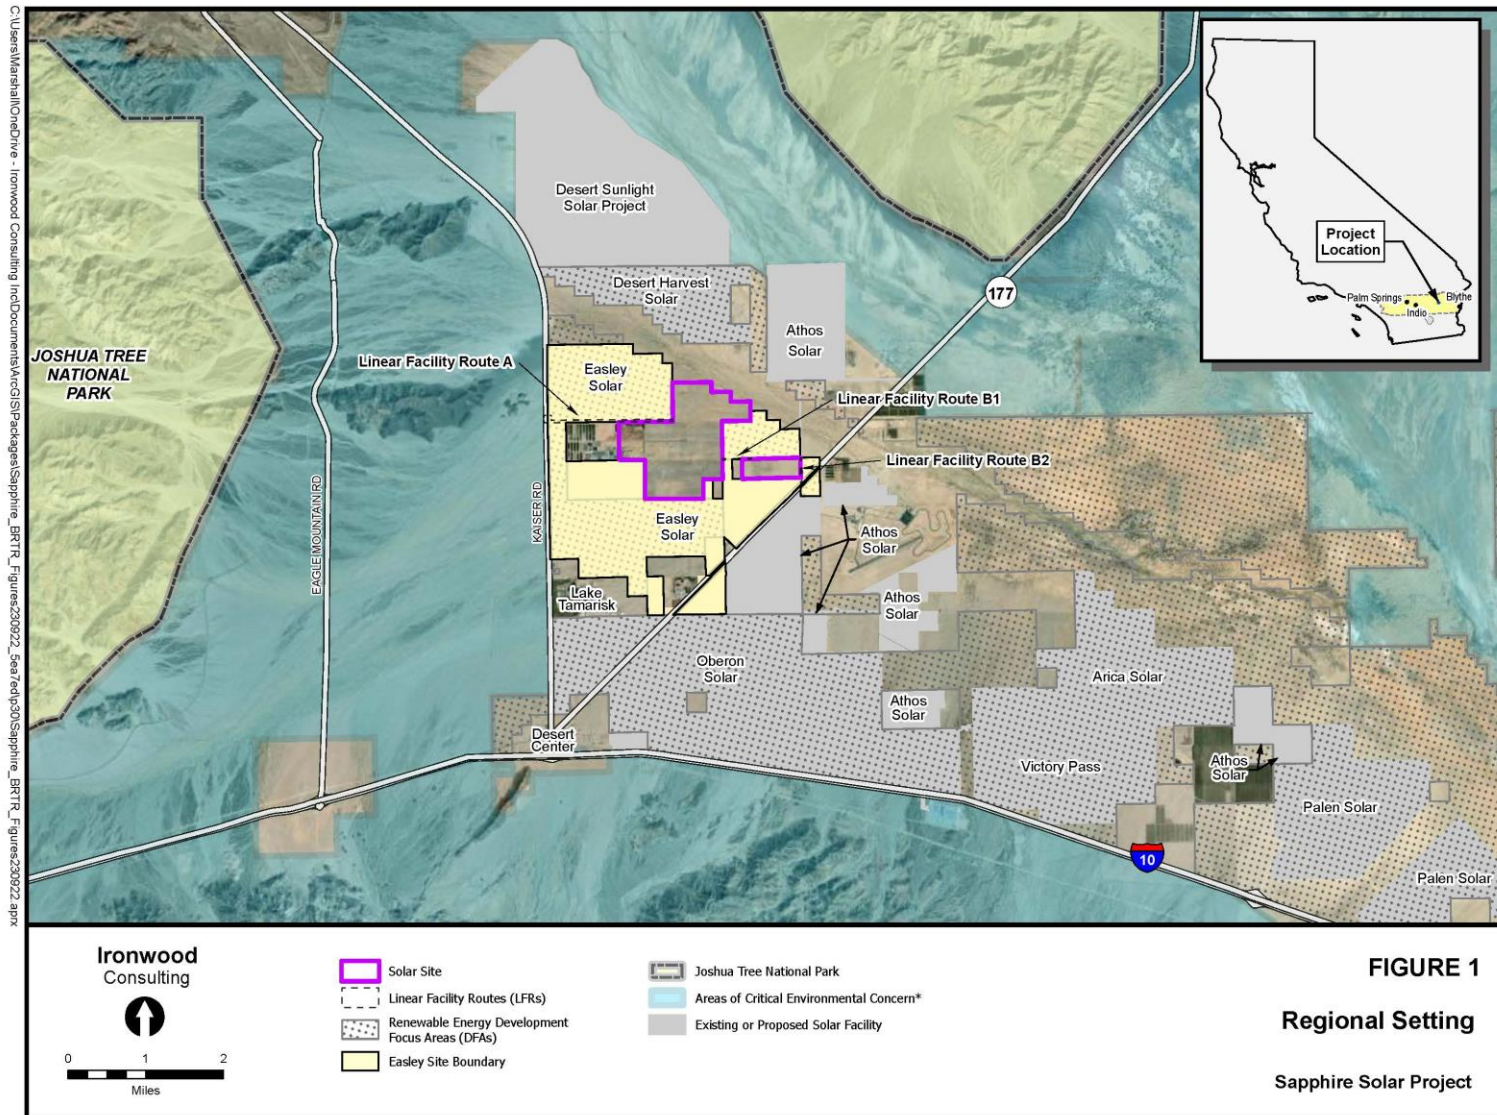 C:\Users\Marshall\OneDrive - Ironwood Consulting Inc\Documents\ArcGIS\Packages\Sapphire_BRTR_Figures230922_5ea7ed\p30\Sapphire_BRTR_Figures230922.aprx
Desert Sunlight
Solar Project
Project
Location
Palm Springs
Blythe
Indio
Desert Harvest
Solar
177
Athos
Solar
JOSHUA TREE
NATIONAL
PARK
Linear Facility Route A
Easley
Solar
Linear Facility Route B1
Linear Facility Route B2
EAGLE MOUNTAIN RD
KAISER RD
Easley
Solar
Athos
Solar
Lake
Tamarisk
Athos
Solar
Oberon
Solar
Arica Solar
Athos
Solar
Desert
Center
Victory Pass
Athos
Solar
Palen Solar
10
Palen Solar
Ironwood
Consulting
0 1 2
Miles
Solar Site
Linear Facility Routes (LFRs)
Renewable Energy Development
Focus Areas (DFAs)
Easley Site Boundary
Joshua Tree National Park
Areas of Critical Environmental Concern*
Existing or Proposed Solar Facility
FIGURE 1
Regional Setting
Sapphire Solar Project